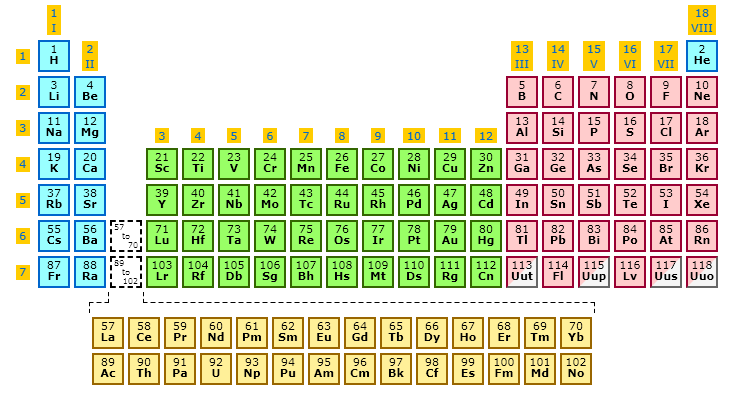 1 18
I VIII
1 1 2 13 14 15 16 17 2
H II III IV V VI VII He
2 3 4 5 6 7 8 9 10
Li Be B C N O F Ne
3 11 12 13 14 15 16 17 18
Na Mg 3 4 5 6 7 8 9 10 11 12 Al Si P S Cl Ar
4 19 20 21 22 23 24 25 26 27 28 29 30 31 32 33 34 35 36
K Ca Sc Ti V Cr Mn Fe Co Ni Cu Zn Ga Ge As Se Br Kr
5 37 38 39 40 41 42 43 44 45 46 47 48 49 50 51 52 53 54
Rb Sr Y Zr Nb Mo Tc Ru Rh Pd Ag Cd In Sn Sb Te I Xe
6 55 56 57 to 70 71 72 73 74 75 76 77 78 79 80 81 82 83 84 85 86
Cs Ba Lu Hf Ta W Re Os Ir Pt Au Hg Tl Pb Bi Po At Rn
7 87 88 89 to 102 103 104 105 106 107 108 109 110 111 112 113 114 115 116 117 118
Fr Ra Lr Rf Db Sg Bh Hs Mt Ds Rg Cn Uut Fl Uup Lv Uus Uuo
57 58 59 60 61 62 63 64 65 66 67 68 69 70
La Ce Pr Nd Pm Sm Eu Gd Tb Dy Ho Er Tm Yb
89 90 91 92 93 94 95 96 97 98 99 100 101 102
Ac Th Pa U Np Pu Am Cm Bk Cf Es Fm Md No